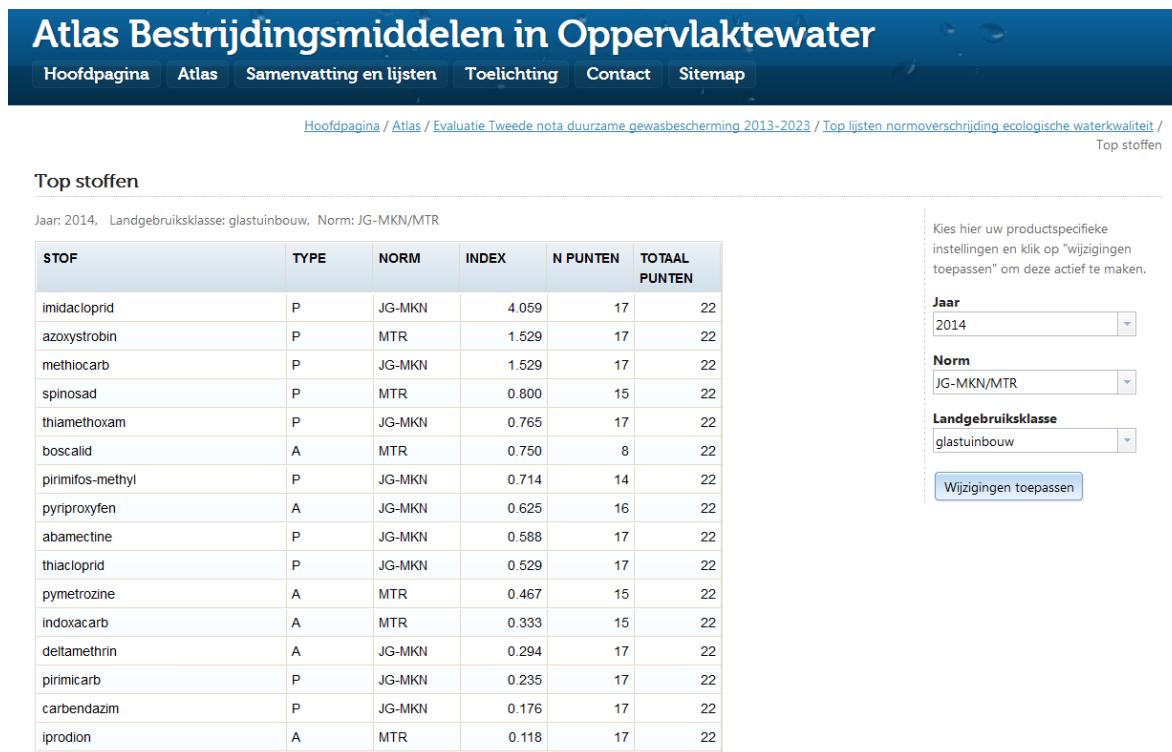 Atlas Bestrijdingsmiddelen in Oppervlaktewater
Hoofdpagina Atlas Samenvatting en lijsten Toelichting Contact Sitemap
Hoofdpagina / Atlas / Evaluatie Tweede nota duurzame gewasbescherming 2013-2023 / Top lijsten normoverschrijding ecologische waterkwaliteit /
Top stoffen
Top stoffen
Jaar: 2014, Landgebruiksklasse: glastuinbouw, Norm: JG-MKN/MTR
STOF TYPE NORM INDEX N PUNTEN TOTAAL
PUNTEN
imidacloprid P JG-MKN 4.059 17 22
azoxystrobin P MTR 1.529 17 22
methiocarb P JG-MKN 1.529 17 22
spinosad P MTR 0.800 15 22
thiamethoxam P JG-MKN 0.765 17 22
boscalid A MTR 0.750 8 22
pirimifos-methyl P JG-MKN 0.714 14 22
pyriproxyfen A JG-MKN 0.625 16 22
abamectine P JG-MKN 0.588 17 22
thiacloprid P JG-MKN 0.529 17 22
pymetrozine A MTR 0.467 15 22
indoxacarb A MTR 0.333 15 22
deltamethrin A JG-MKN 0.294 17 22
pirimicarb P JG-MKN 0.235 17 22
carbendazim P JG-MKN 0.176 17 22
iprodion A MTR 0.118 17 22
Kies hier uw productspecifieke
instellingen en klik op "wijzigingen
toepassen" om deze actief te maken.
Jaar
2014
Norm
JG-MKN/MTR
Landgebruiksklasse
glastuinbouw
Wijzigingen toepassen